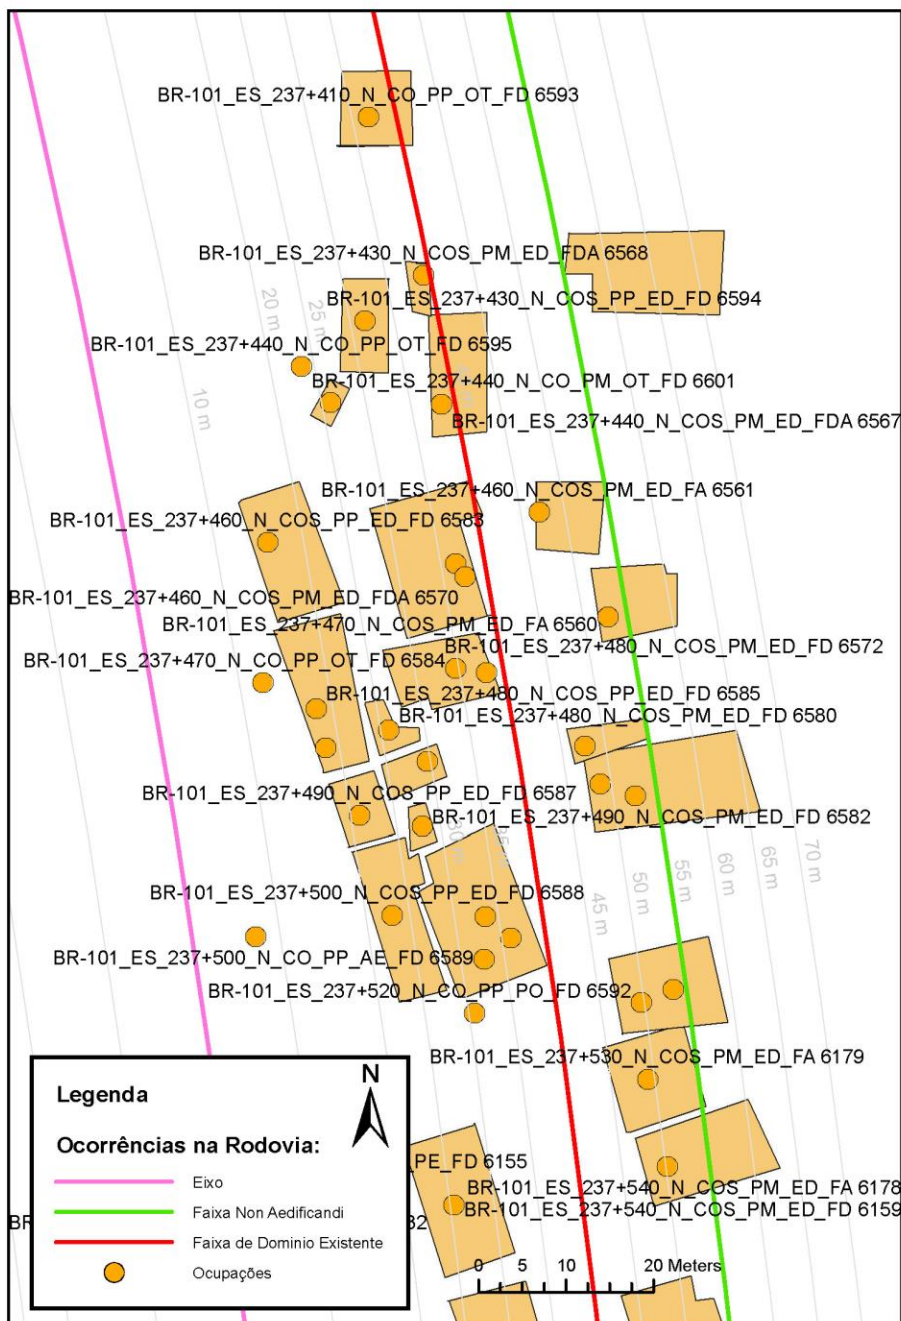 BR-101_ES_237+410_N_CO_PP_OT_FD 6593
BR-101_ES_237+430_N_COS_PM_ED_FDA 6568
BR-101_ES_237+430_N_COS_PP_ED_FD 6594
20 m
25 m
BR-101_ES_237+440_N_CO_PP_OT_FD 6595
BR-101_ES_237+440_N_CO_PM_OT_FD 6601
10 m
BR-101_ES_237+440_N_COS_PM_ED_FDA 6567
BR-101_ES_237+460_N_COS_PM_ED_FA 6561
BR-101_ES_237+460_N_COS_PP_ED_FD 6583
BR-101_ES_237+460_N_COS_PM_ED_FDA 6570
BR-101_ES_237+470_N_COS_PM_ED_FA 6560
BR-101_ES_237+480_N_COS_PM_ED_FD 6572
BR-101_ES_237+470_N_CO_PP_OT_FD 6584
BR-101_ES_237+480_N_COS_PP_ED_FD 6585
BR-101_ES_237+480_N_COS_PM_ED_FD 6580
BR-101_ES_237+490_N_COS_PP_ED_FD 6587
BR-101_ES_237+490_N_COS_PM_ED_FD 6582
30 m
35 m
45 m
50 m
55 m
60 m
65 m
70 m
BR-101_ES_237+500_N_COS_PP_ED_FD 6588
BR-101_ES_237+500_N_CO_PP_AE_FD 6589
BR-101_ES_237+520_N_CO_PP_PO_FD 6592
BR-101_ES_237+530_N_COS_PM_ED_FA 6179
PE_FD 6155
BR-101_ES_237+540_N_COS_PM_ED_FA 6178
BR-101_ES_237+540_N_COS_PM_ED_FD 6159
Legenda
N
Ocorrências na Rodovia:
Eixo
Faixa Non Aedificandi
Faixa de Dominio Existente
Ocupações
0 5 10 20 Meters